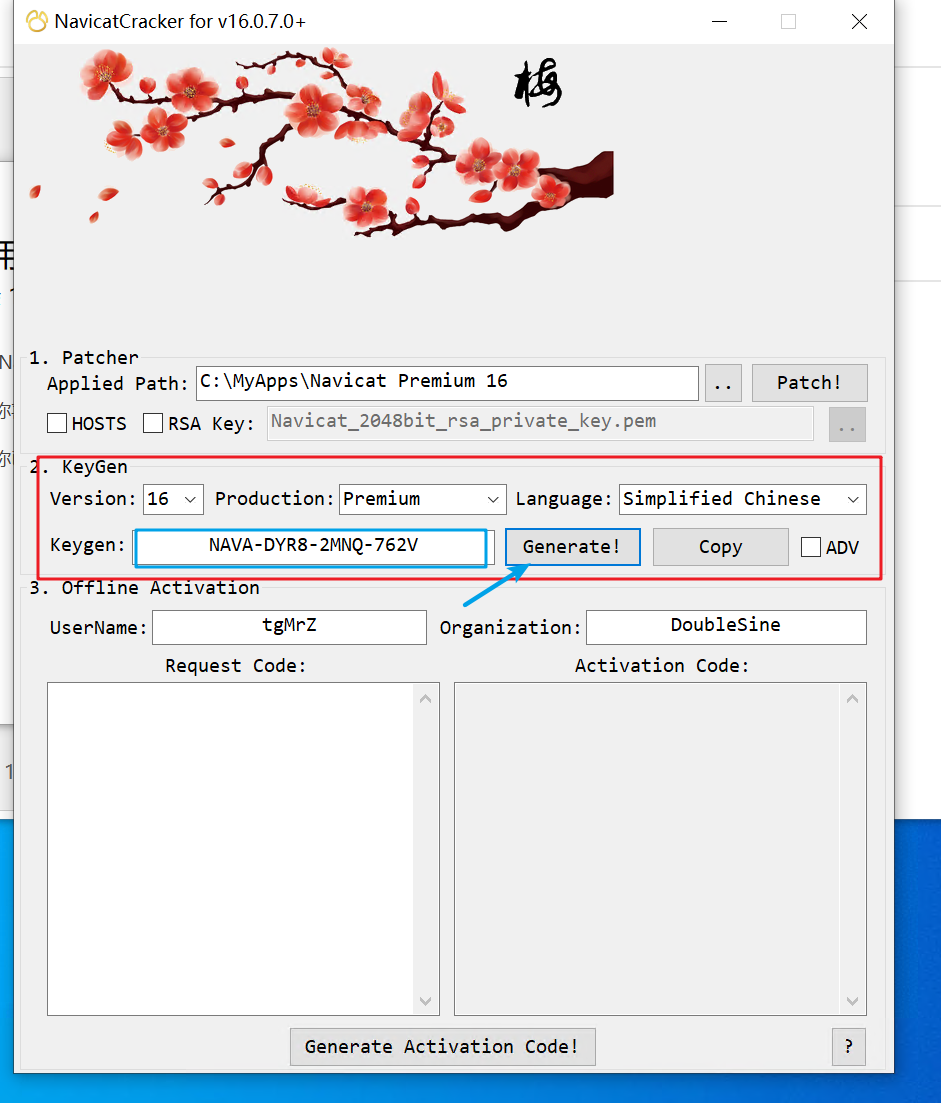 NavicatCracker for v16.0.7.0+
梅
1. Patcher
Applied Path: C:\MyApps\Navicat Premium 16 .. Patch!
HOSTS RSA Key: Navicat_2048bit_rsa_private_key.pem ..
2. KeyGen
Version: 16 Production: Premium Language: Simplified Chinese
Keygen: NAVA-DYR8-2MNQ-762V Generate! Copy ADV
3. Offline Activation
UserName: tgMrZ Organization: DoubleSine
Request Code: Activation Code:
Generate Activation Code! ?